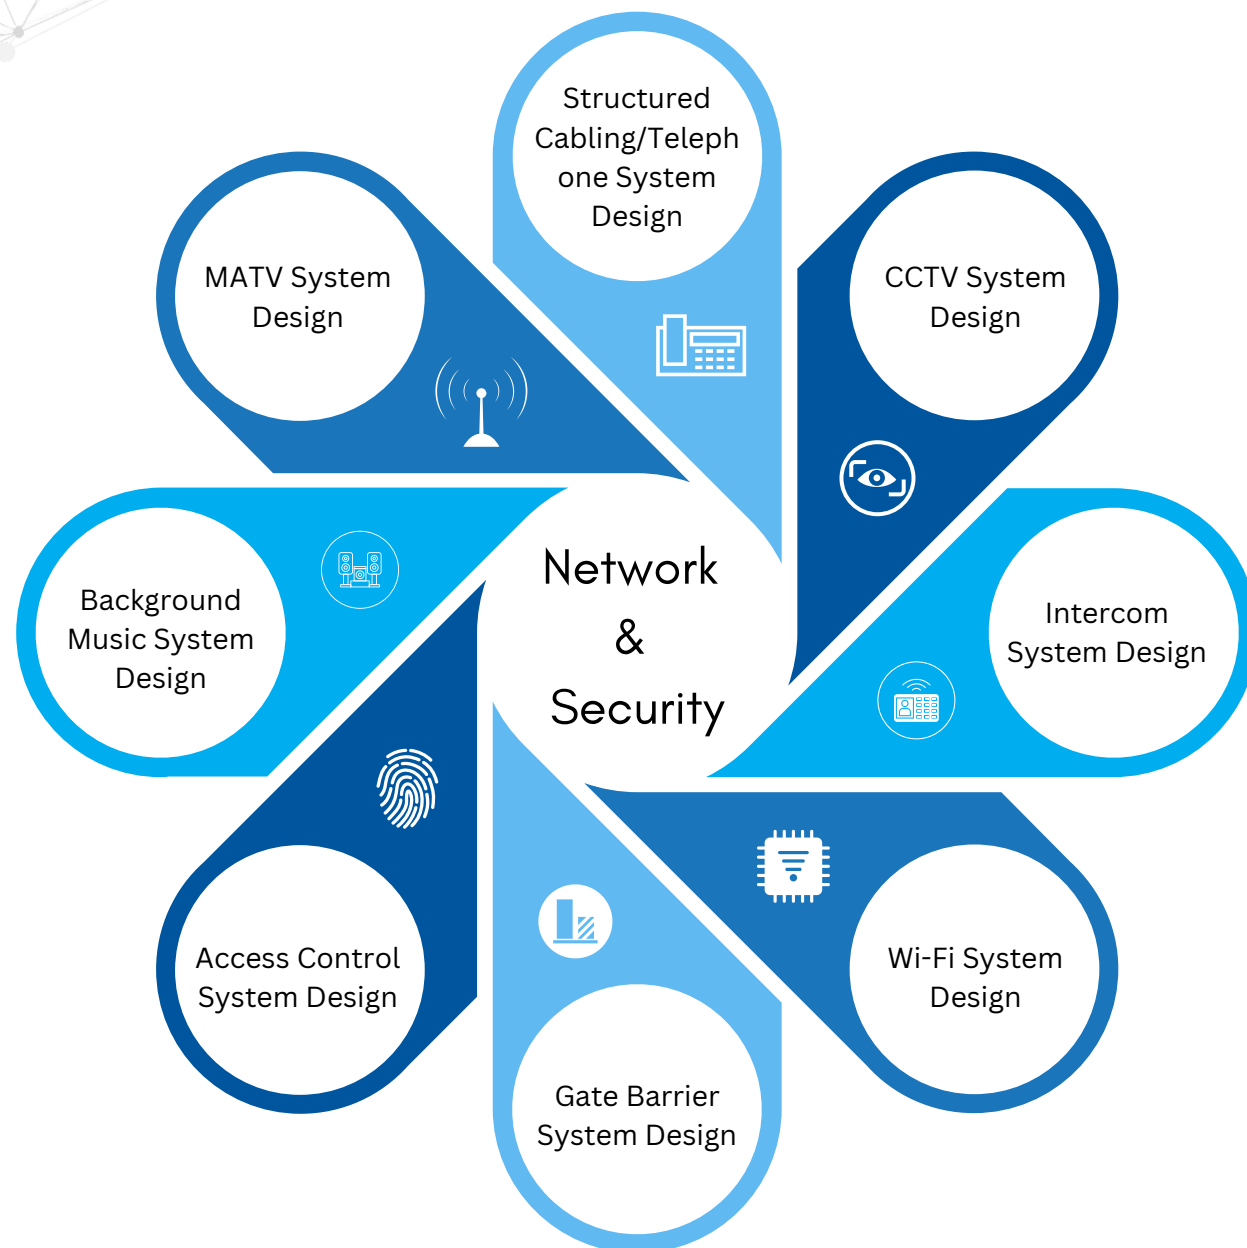 Structured
Cabling/Teleph
one System
Design
CCTV System
Design
Intercom
System Design
Wi-Fi System
Design
Gate Barrier
System Design
Access Control
System Design
Background
Music System
Design
MATV System
Design
Network
&
Security